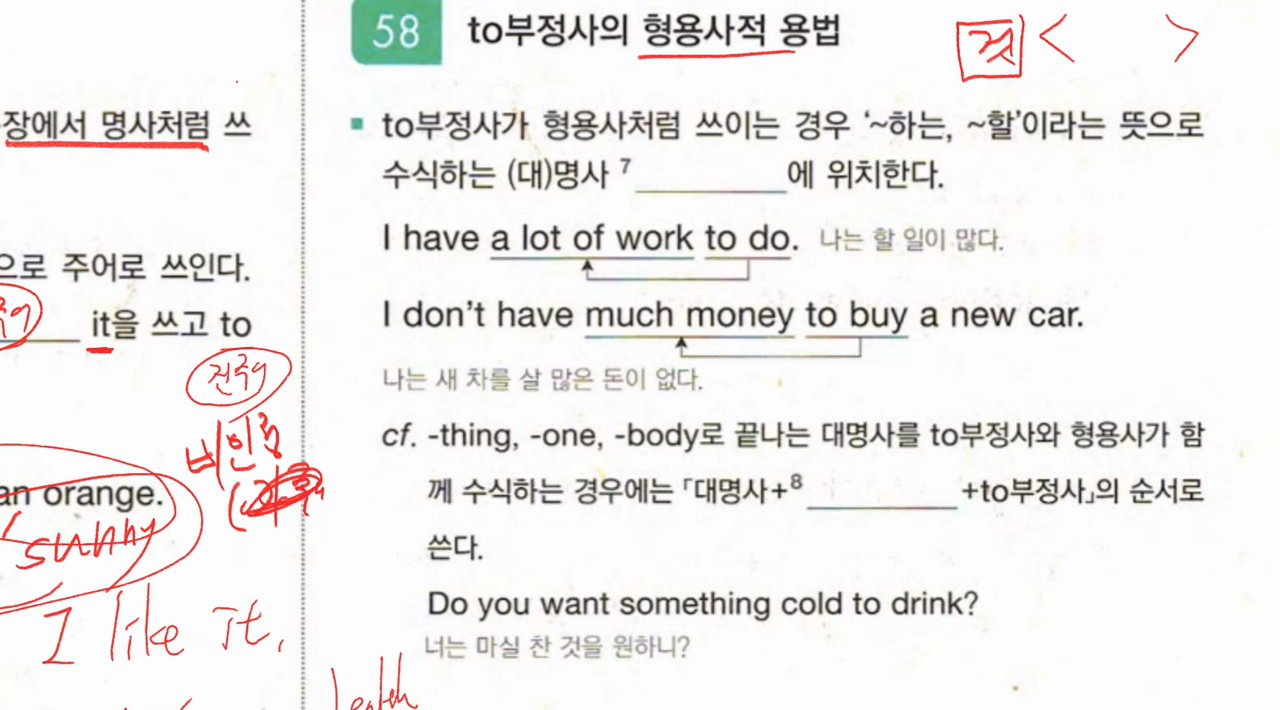 58 to부정사의 형용사적 용법
것 < >
장에서 명사처럼 쓰
으로 주어로 쓰인다.
it을 쓰고 to
진주어
비인칭
an orange.
sunny
I like it.
to부정사가 형용사처럼 쓰이는 경우 ‘~하는, ~할’이라는 뜻으로
수식하는 (대)명사 7 에 위치한다.
I have a lot of work to do. 나는 할 일이 많다.
I don’t have much money to buy a new car.
나는 새 차를 살 많은 돈이 없다.
cf. -thing, -one, -body로 끝나는 대명사를 to부정사와 형용사가 함
께 수식하는 경우에는 「대명사+8 +to부정사」의 순서로
쓴다.
Do you want something cold to drink?
너는 마실 찬 것을 원하니?